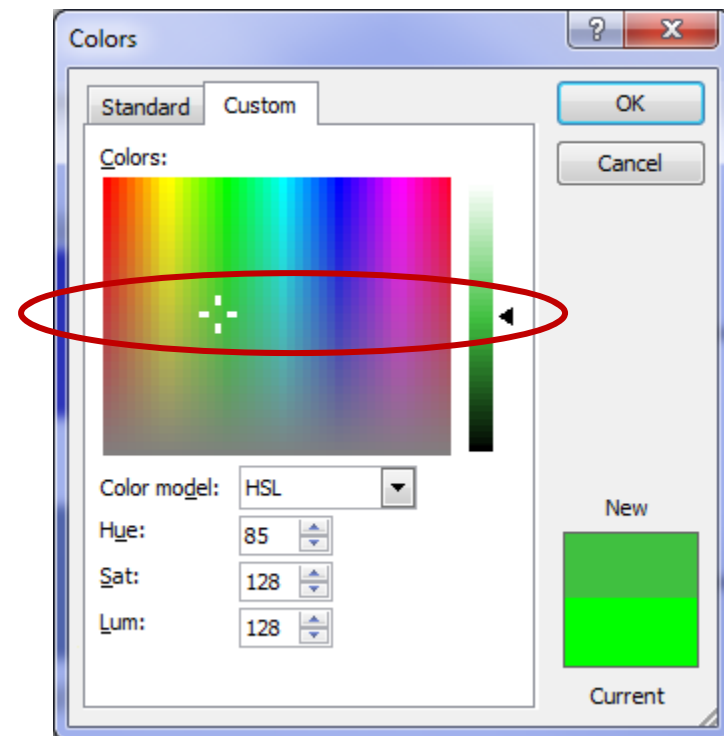 Colors
?
x
Standard Custom
OK
Colors:
Cancel
Color model: HSL
Hue: 85
Sat: 128
Lum: 128
New
Current